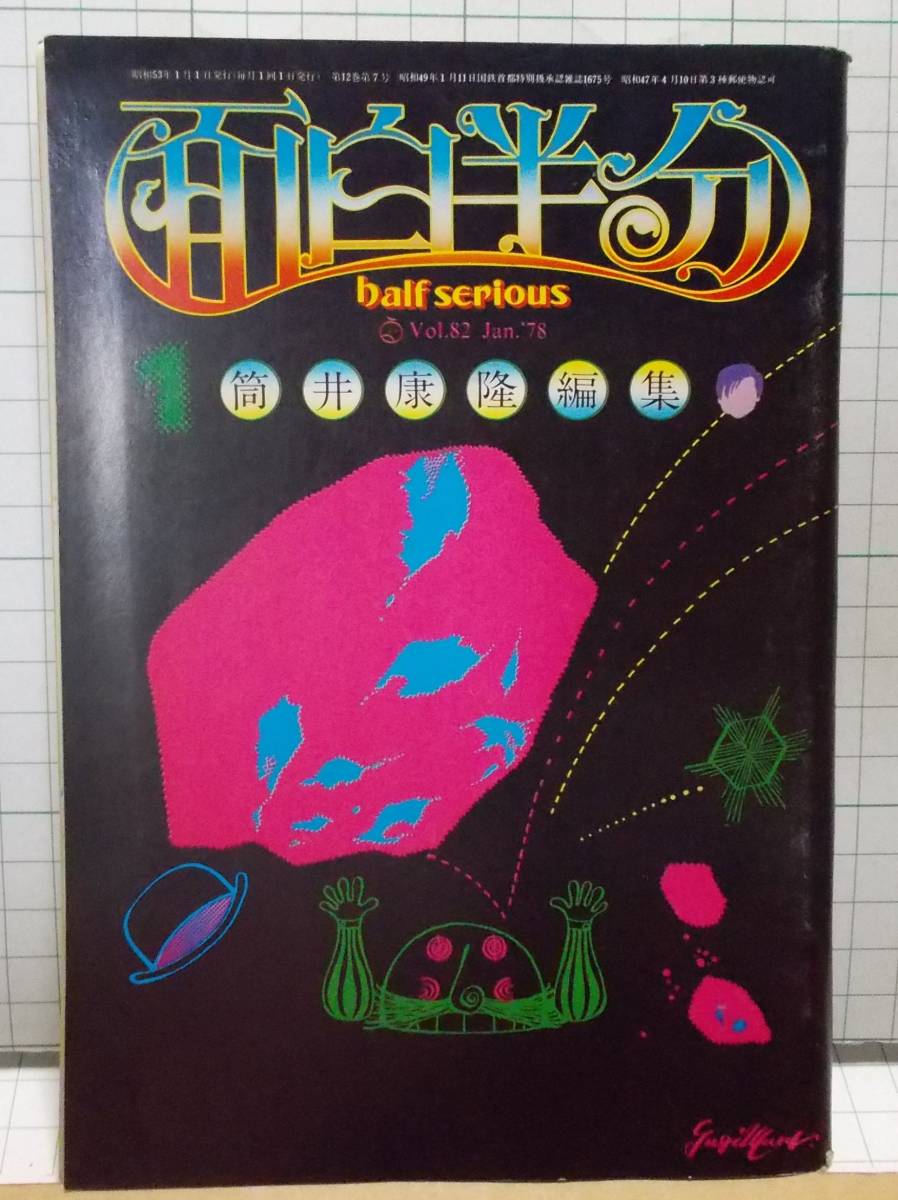 昭和53年1月1日発行(毎月1回1日発行) 第12巻第7号 昭和49年1月11日国鉄首都特別扱承認雑誌1675号 昭和47年4月10日第3種郵便物認可
面白半分
half serious
Vol.82 Jan.'78
1 筒井康隆編集